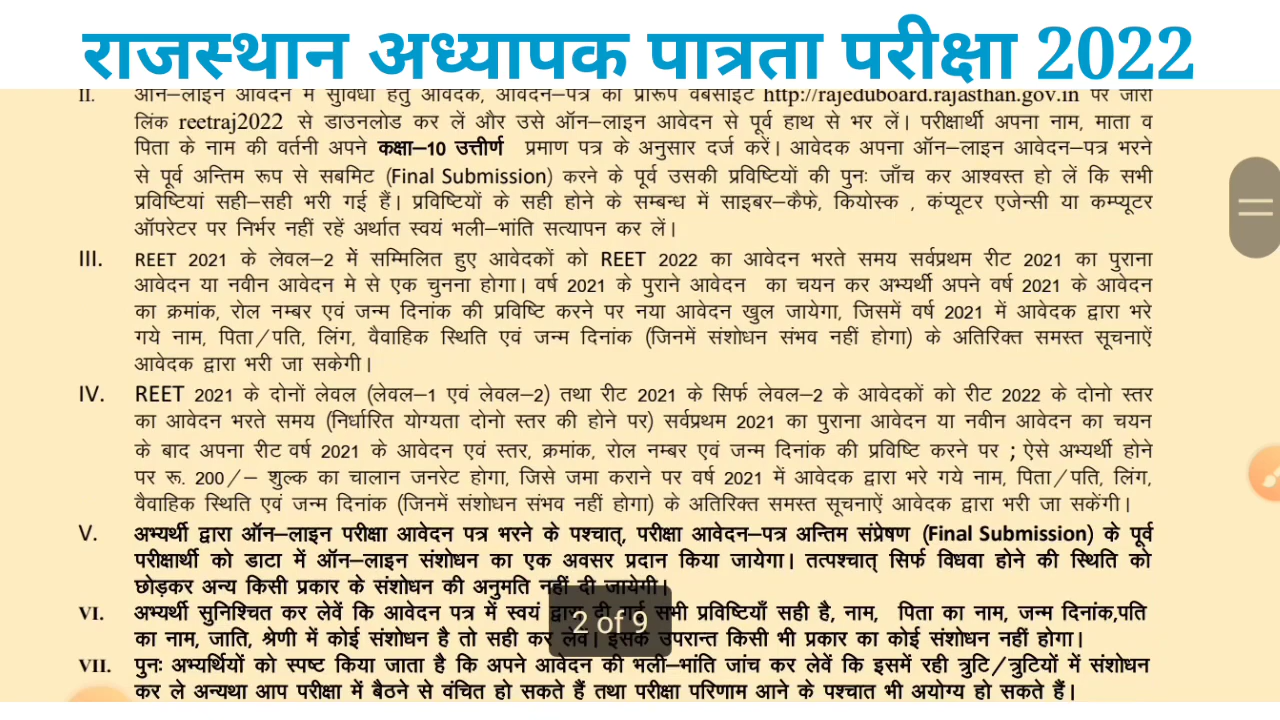 राजस्थान अध्यापक पात्रता परीक्षा 2022
II. ऑन–लाइन आवेदन में सुविधा हेतु आवेदक, आवेदन–पत्र का प्रारूप वेबसाइट http://rajeduboard.rajasthan.gov.in पर जारी
लिंक reetraj2022 से डाउनलोड कर लें और उसे ऑन–लाइन आवेदन से पूर्व हाथ से भर लें। परीक्षार्थी अपना नाम, माता व
पिता के नाम की वर्तनी अपने कक्षा–10 उत्तीर्ण प्रमाण पत्र के अनुसार दर्ज करें। आवेदक अपना ऑन–लाइन आवेदन–पत्र भरने
से पूर्व अन्तिम रूप से सबमिट (Final Submission) करने के पूर्व उसकी प्रविष्टियों की पुनः जाँच कर आश्वस्त हो लें कि सभी
प्रविष्टियां सही–सही भरी गई हैं। प्रविष्टियों के सही होने के सम्बन्ध में साइबर–कैफे, कियोस्क , कंप्यूटर एजेन्सी या कम्प्यूटर
ऑपरेटर पर निर्भर नहीं रहें अर्थात स्वयं भली–भांति सत्यापन कर लें।
III. REET 2021 के लेवल–2 में सम्मिलित हुए आवेदकों को REET 2022 का आवेदन भरते समय सर्वप्रथम रीट 2021 का पुराना
आवेदन या नवीन आवेदन मे से एक चुनना होगा। वर्ष 2021 के पुराने आवेदन का चयन कर अभ्यर्थी अपने वर्ष 2021 के आवेदन
का क्रमांक, रोल नम्बर एवं जन्म दिनांक की प्रविष्टि करने पर नया आवेदन खुल जायेगा, जिसमें वर्ष 2021 में आवेदक द्वारा भरे
गये नाम, पिता/पति, लिंग, वैवाहिक स्थिति एवं जन्म दिनांक (जिनमें संशोधन संभव नहीं होगा) के अतिरिक्त समस्त सूचनाऐं
आवेदक द्वारा भरी जा सकेगी।
IV. REET 2021 के दोनों लेवल (लेवल–1 एवं लेवल–2) तथा रीट 2021 के सिर्फ लेवल–2 के आवेदकों को रीट 2022 के दोनो स्तर
का आवेदन भरते समय (निर्धारित योग्यता दोनो स्तर की होने पर) सर्वप्रथम 2021 का पुराना आवेदन या नवीन आवेदन का चयन
के बाद अपना रीट वर्ष 2021 के आवेदन एवं स्तर, क्रमांक, रोल नम्बर एवं जन्म दिनांक की प्रविष्टि करने पर ; ऐसे अभ्यर्थी होने
पर रू. 200/– शुल्क का चालान जनरेट होगा, जिसे जमा कराने पर वर्ष 2021 में आवेदक द्वारा भरे गये नाम, पिता/पति, लिंग,
वैवाहिक स्थिति एवं जन्म दिनांक (जिनमें संशोधन संभव नहीं होगा) के अतिरिक्त समस्त सूचनाऐं आवेदक द्वारा भरी जा सकेंगी।
V. अभ्यर्थी द्वारा ऑन–लाइन परीक्षा आवेदन पत्र भरने के पश्चात्, परीक्षा आवेदन–पत्र अन्तिम संप्रेषण (Final Submission) के पूर्व
परीक्षार्थी को डाटा में ऑन–लाइन संशोधन का एक अवसर प्रदान किया जायेगा। तत्पश्चात् सिर्फ विधवा होने की स्थिति को
छोड़कर अन्य किसी प्रकार के संशोधन की अनुमति नहीं दी जायेगी।
VI. अभ्यर्थी सुनिश्चित कर लेवें कि आवेदन पत्र में स्वयं द्वारा दी गई सभी प्रविष्टियाँ सही है, नाम, पिता का नाम, जन्म दिनांक,पति
का नाम, जाति, श्रेणी में कोई संशोधन है तो सही कर लेवें। इसके उपरान्त किसी भी प्रकार का कोई संशोधन नहीं होगा।
2 of 9
VII. पुनः अभ्यर्थियों को स्पष्ट किया जाता है कि अपने आवेदन की भली–भांति जांच कर लेवें कि इसमें रही त्रुटि/त्रुटियों में संशोधन
कर ले अन्यथा आप परीक्षा में बैठने से वंचित हो सकते हैं तथा परीक्षा परिणाम आने के पश्चात भी अयोग्य हो सकते हैं।